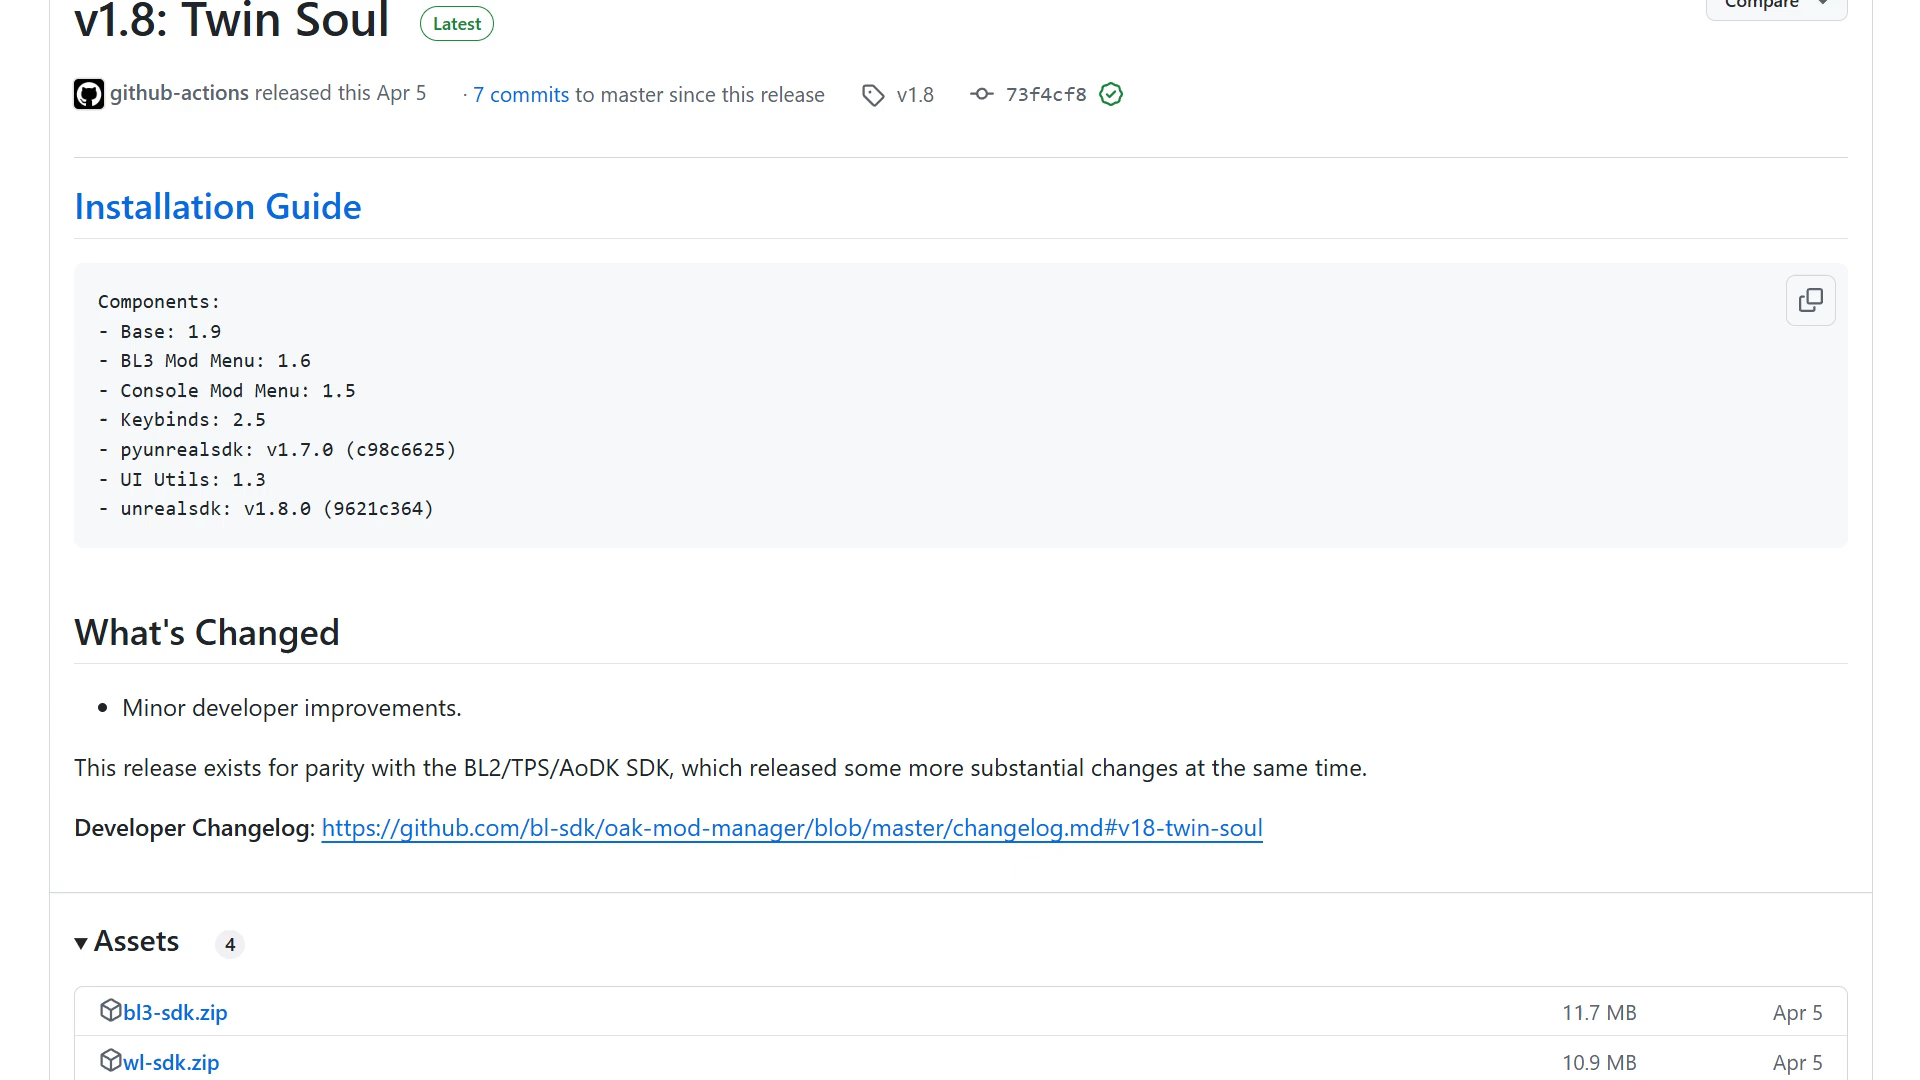 v1.8: Twin Soul Latest
Compare
github-actions released this Apr 5 · 7 commits to master since this release v1.8 73f4cf8
Installation Guide
Components:
- Base: 1.9
- BL3 Mod Menu: 1.6
- Console Mod Menu: 1.5
- Keybinds: 2.5
- pyunrealsdk: v1.7.0 (c98c6625)
- UI Utils: 1.3
- unrealsdk: v1.8.0 (9621c364)
What's Changed
• Minor developer improvements.
This release exists for parity with the BL2/TPS/AoDK SDK, which released some more substantial changes at the same time.
Developer Changelog: https://github.com/bl-sdk/oak-mod-manager/blob/master/changelog.md#v18-twin-soul
Assets 4
bl3-sdk.zip 11.7 MB Apr 5
wl-sdk.zip 10.9 MB Apr 5